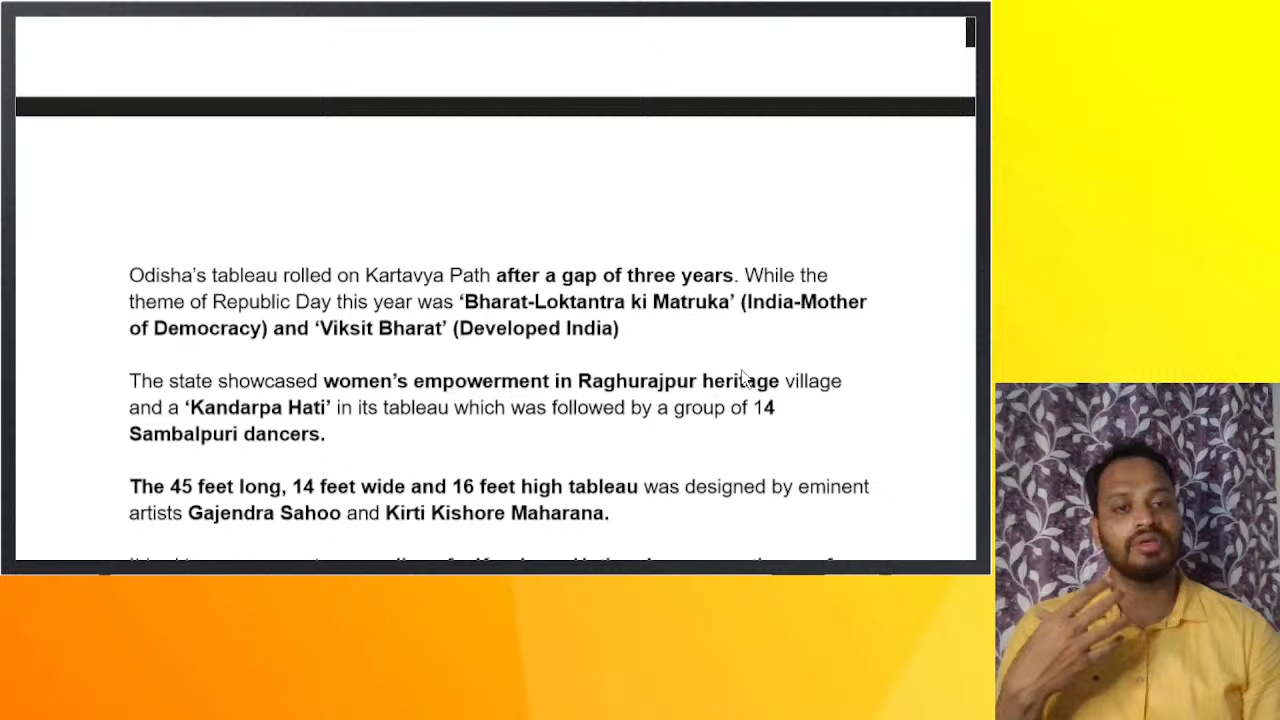 Odisha’s tableau rolled on Kartavya Path after a gap of three years. While the
theme of Republic Day this year was ‘Bharat-Loktantra ki Matruka’ (India-Mother
of Democracy) and ‘Viksit Bharat’ (Developed India)
The state showcased women’s empowerment in Raghurajpur heritage village
and a ‘Kandarpa Hati’ in its tableau which was followed by a group of 14
Sambalpuri dancers.
The 45 feet long, 14 feet wide and 16 feet high tableau was designed by eminent
artists Gajendra Sahoo and Kirti Kishore Maharana.